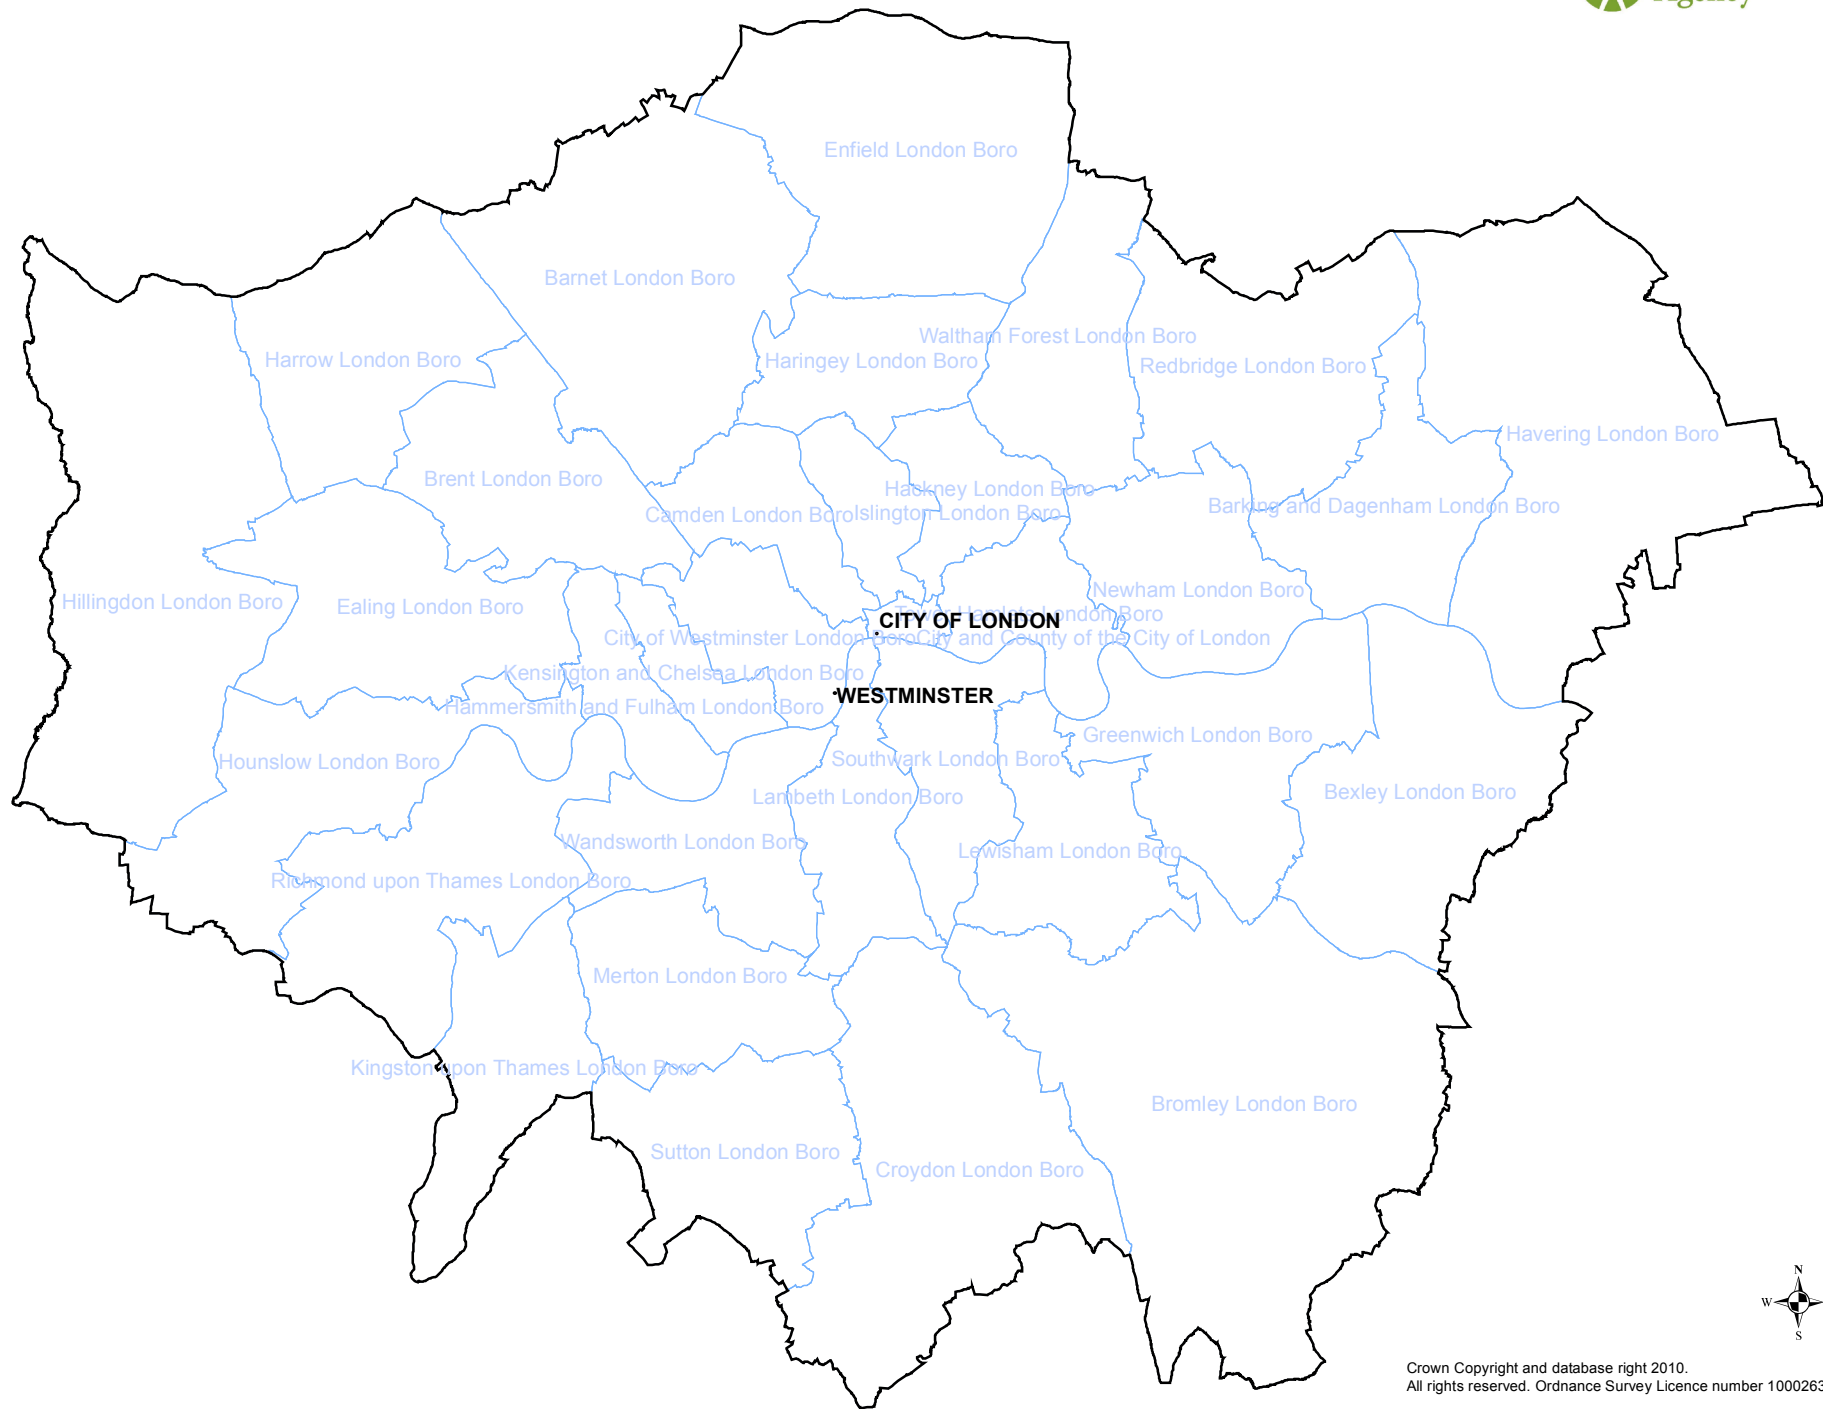 Enfield London Boro
Barnet London Boro
Waltham Forest London Boro
Harrow London Boro
Haringey London Boro
Redbridge London Boro
Havering London Boro
Brent London Boro
Hackney London Boro
Camden London Boro
Islington London Boro
Barking and Dagenham London Boro
Newham London Boro
Hillingdon London Boro
Ealing London Boro
Tower Hamlets London Boro
CITY OF LONDON
City of Westminster London Boro
City and County of the City of London
Kensington and Chelsea London Boro
WESTMINSTER
Hammersmith and Fulham London Boro
Greenwich London Boro
Hounslow London Boro
Southwark London Boro
Bexley London Boro
Lambeth London Boro
Wandsworth London Boro
Lewisham London Boro
Richmond upon Thames London Boro
Merton London Boro
Kingston upon Thames London Boro
Bromley London Boro
Sutton London Boro
Croydon London Boro
N
W
S
Crown Copyright and database right 2010.
All rights reserved. Ordnance Survey Licence number 1000263